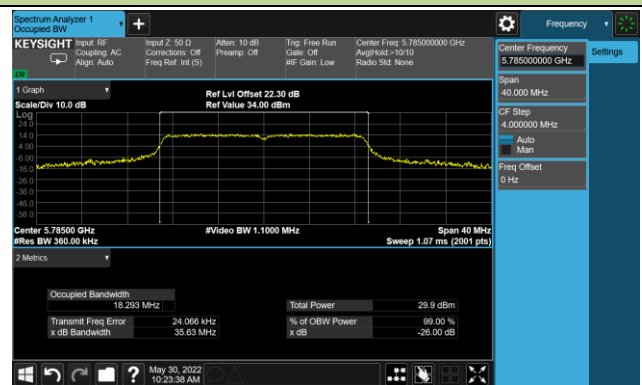 Spectrum Analyzer 1
Occupied BW
+
Frequency
KEYSIGHT
Input: RF
Coupling: AC
Align: Auto
Input Z: 50 Ω
Corrections: Off
Freq Ref: Int (S)
Atten: 10 dB
Preamp: Off
Trig: Free Run
Gate: Off
#IF Gain: Low
Center Freq: 5.785000000 GHz
Avg|Hold:>10/10
Radio Std: None
Center Frequency
5.785000000 GHz
Settings
Span
40.000 MHz
CF Step
4.000000 MHz
Auto
Man
Freq Offset
0 Hz
1 Graph
Ref Lvl Offset 22.30 dB
Scale/Div 10.0 dB
Ref Value 34.00 dBm
Log
24.0
14.0
4.00
-6.00
-16.0
-26.0
-36.0
-46.0
-56.0
Center 5.78500 GHz
#Video BW 1.1000 MHz
Span 40 MHz
#Res BW 360.00 kHz
Sweep 1.07 ms (2001 pts)
2 Metrics
Occupied Bandwidth
18.293 MHz
Total Power 29.9 dBm
Transmit Freq Error 24.066 kHz
% of OBW Power 99.00 %
x dB Bandwidth 35.63 MHz
x dB -26.00 dB
?
May 30, 2022
10:23:38 AM